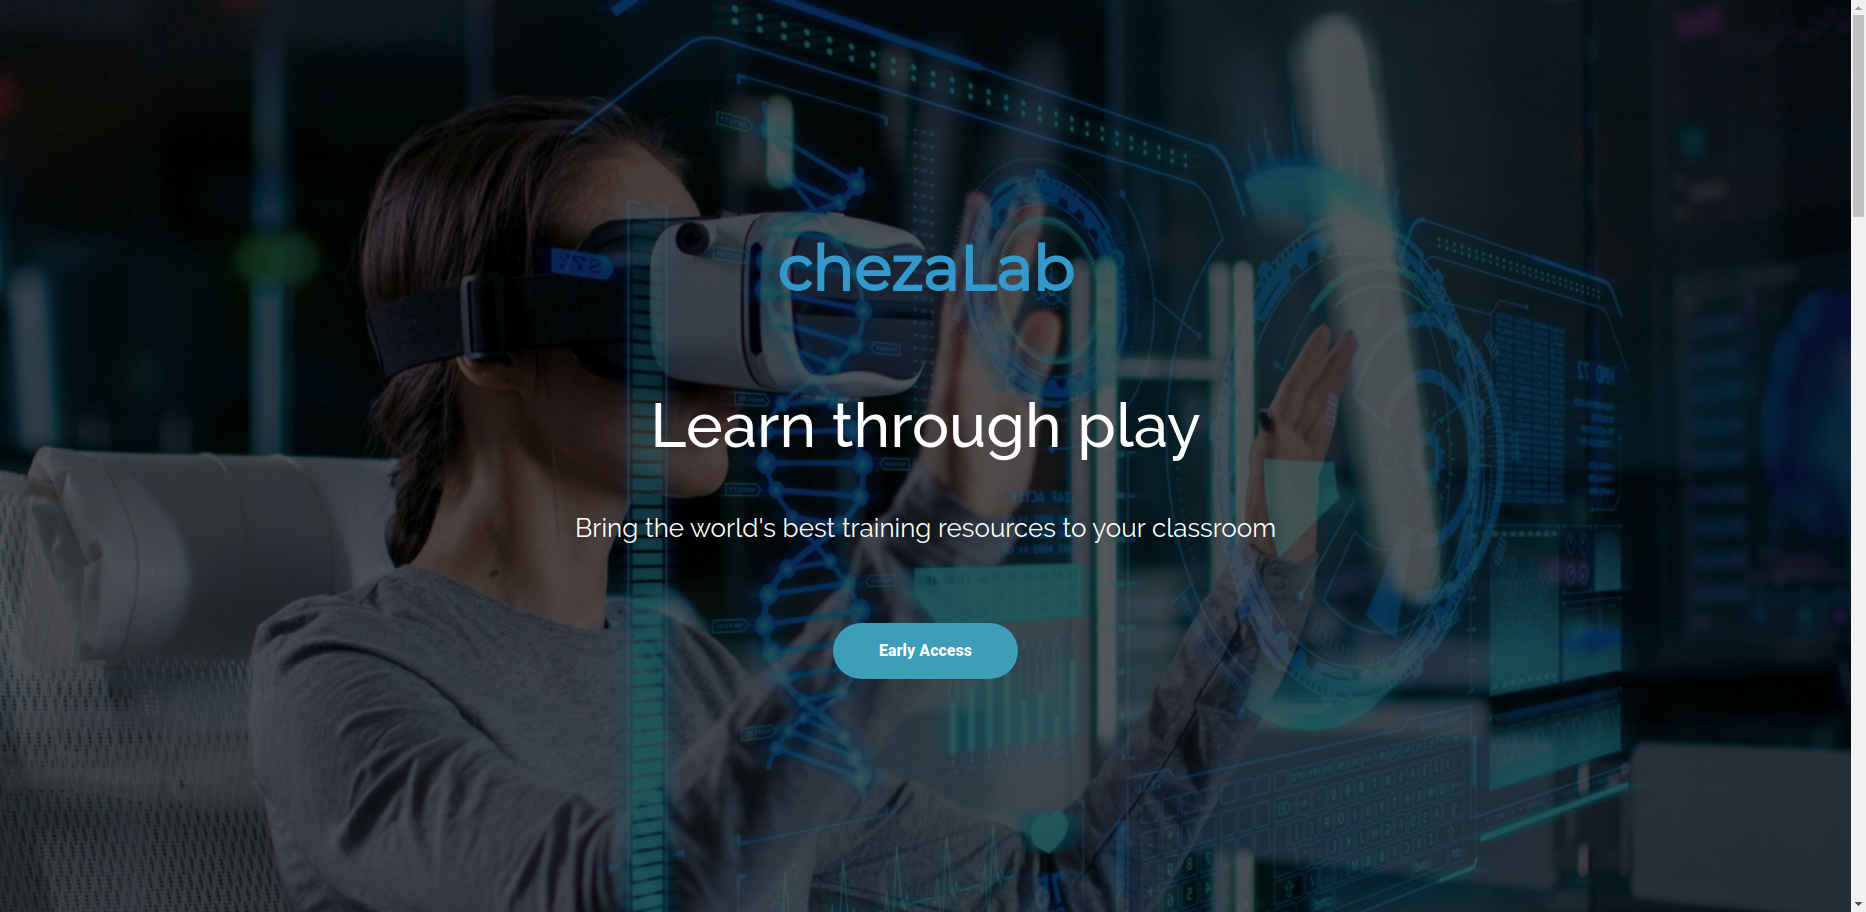 chezaLab
Learn through play
Bring the world's best training resources to your classroom
Early Access